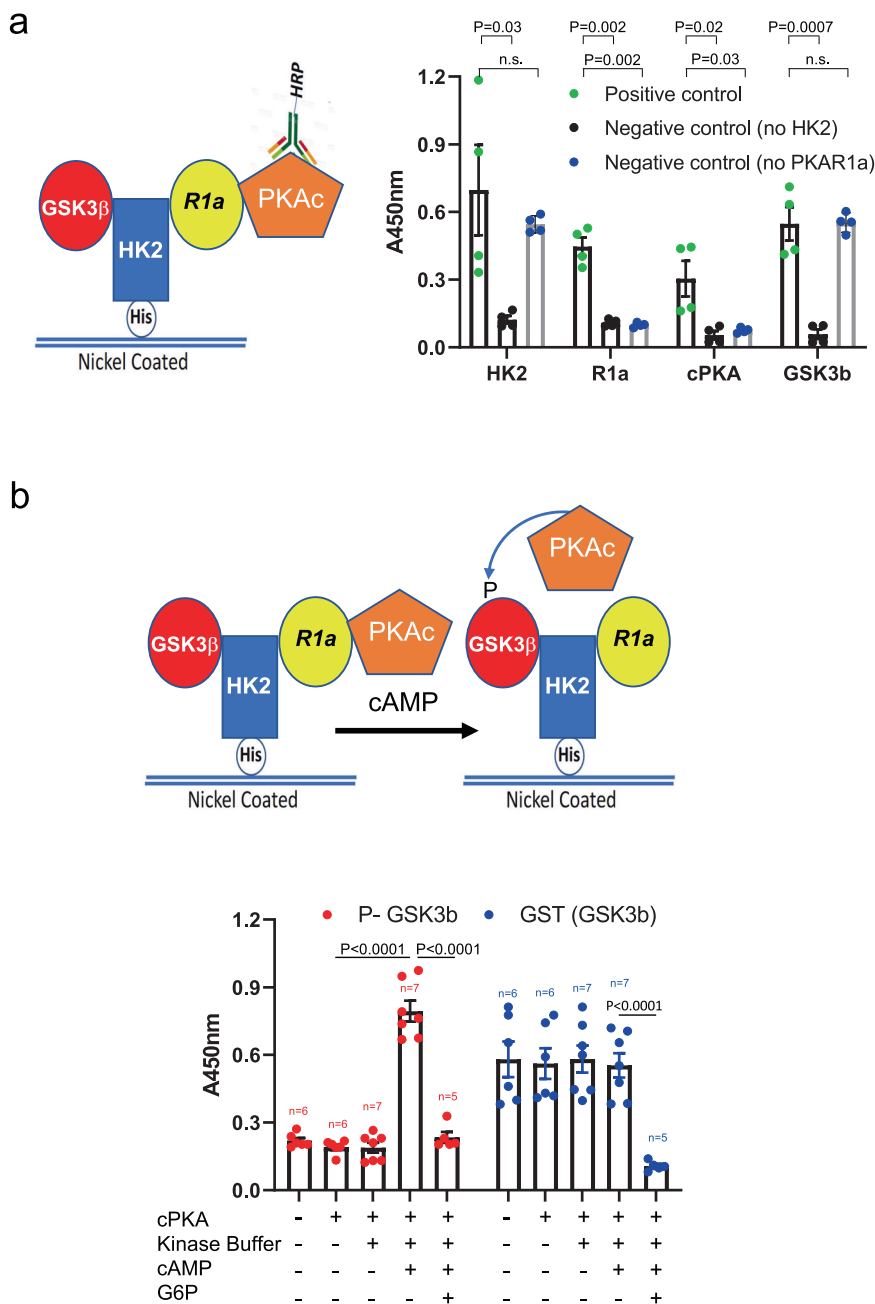 a
HRP
GSK3β
HK2
R1a
PKAc
His
Nickel Coated
P=0.03
P=0.002
P=0.02
P=0.0007
n.s.
P=0.002
P=0.03
n.s.
1.2
0.9
0.6
0.3
0.0
A450nm
Positive control
Negative control (no HK2)
Negative control (no PKAR1a)
HK2
R1a
cPKA
GSK3b
b
GSK3β
HK2
R1a
PKAc
His
Nickel Coated
cAMP
PKAc
P
GSK3β
HK2
R1a
His
Nickel Coated
P- GSK3b
GST (GSK3b)
1.2
0.9
0.6
0.3
0.0
A450nm
P<0.0001
P<0.0001
n=6
n=6
n=7
n=7
n=5
n=6
n=6
n=7
n=7
P<0.0001
n=5
cPKA - + + + + - + + + +
Kinase Buffer - - + + + - - + + +
cAMP - - - + + - - - + +
G6P - - - - + - - - - +